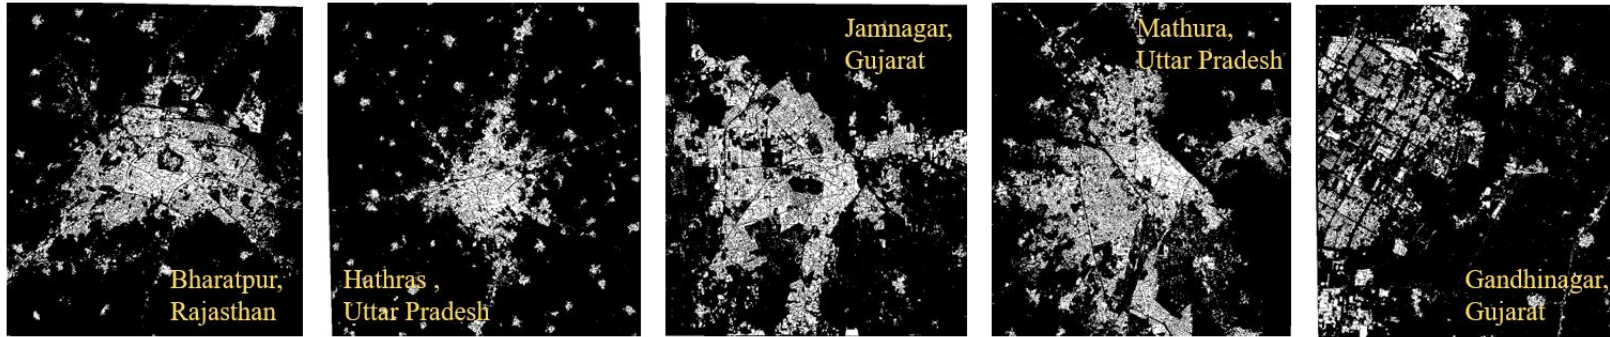 Bharatpur,
Rajasthan
Hathras ,
Uttar Pradesh
Jamnagar,
Gujarat
Mathura,
Uttar Pradesh
Gandhinagar,
Gujarat